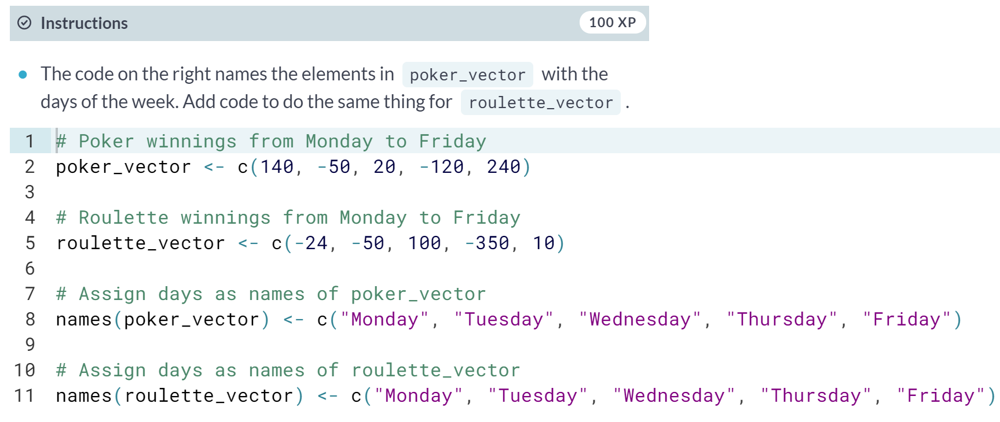 Instructions 100 XP
The code on the right names the elements in poker_vector with the
days of the week. Add code to do the same thing for roulette_vector .
1 # Poker winnings from Monday to Friday
2 poker_vector <- c(140, -50, 20, -120, 240)
3
4 # Roulette winnings from Monday to Friday
5 roulette_vector <- c(-24, -50, 100, -350, 10)
6
7 # Assign days as names of poker_vector
8 names(poker_vector) <- c("Monday", "Tuesday", "Wednesday", "Thursday", "Friday")
9
10 # Assign days as names of roulette_vector
11 names(roulette_vector) <- c("Monday", "Tuesday", "Wednesday", "Thursday", "Friday")